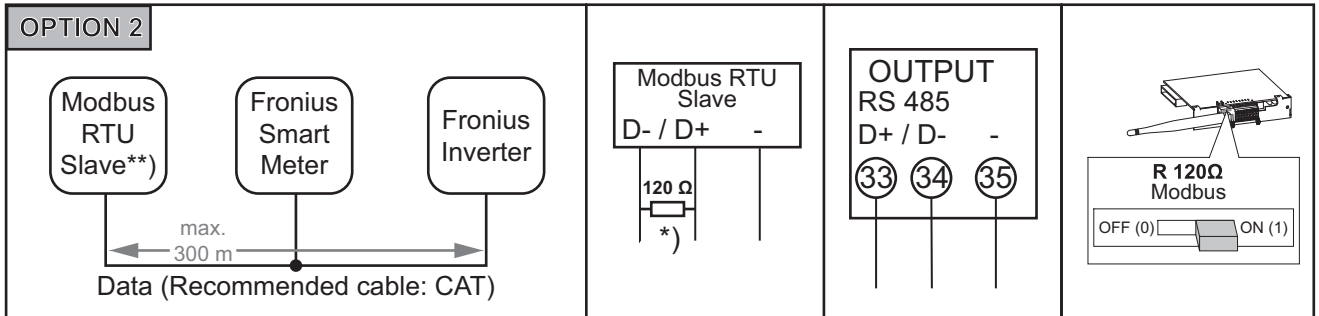 OPTION 2
Modbus
RTU
Slave**)
Fronius
Smart
Meter
Fronius
Inverter
max.
300 m
Data (Recommended cable: CAT)
Modbus RTU
Slave
D- / D+ -
120 Ω
*)
OUTPUT
RS 485
D+ / D- -
33 34 35
R 120Ω
Modbus
OFF (0) ON (1)